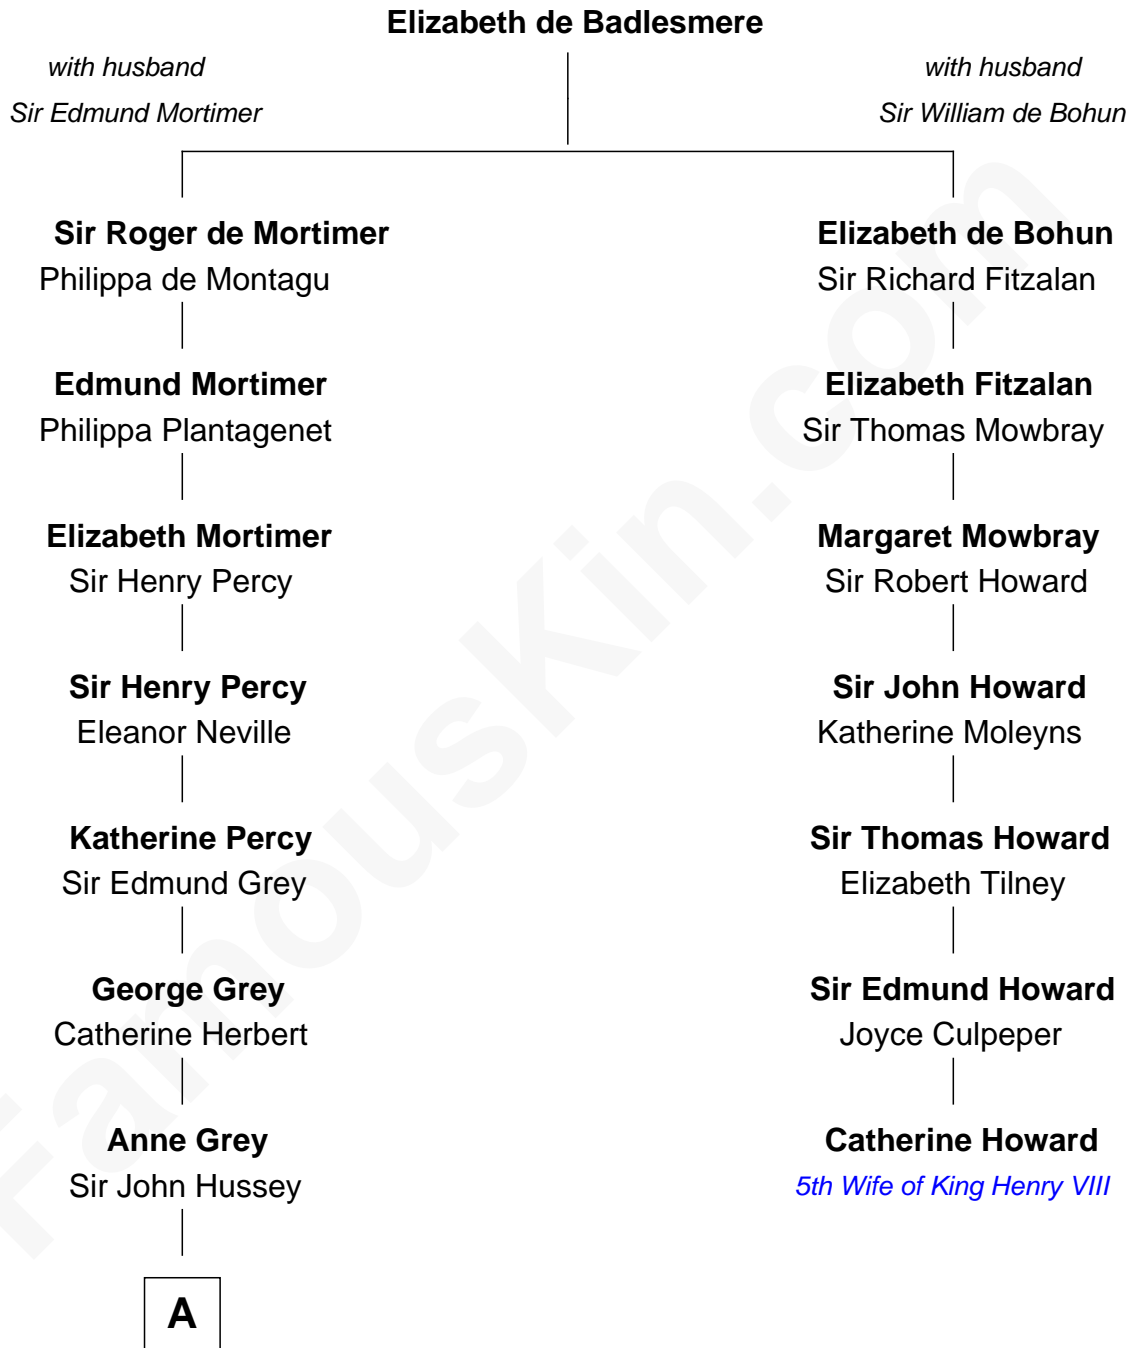 Elizabeth de Badlesmere
with husband
Sir Edmund Mortimer
with husband
Sir William de Bohun
Sir Roger de Mortimer
Philippa de Montagu
Elizabeth de Bohun
Sir Richard Fitzalan
Edmund Mortimer
Philippa Plantagenet
Elizabeth Fitzalan
Sir Thomas Mowbray
Elizabeth Mortimer
Sir Henry Percy
Margaret Mowbray
Sir Robert Howard
Sir Henry Percy
Eleanor Neville
Sir John Howard
Katherine Moleyns
Katherine Percy
Sir Edmund Grey
Sir Thomas Howard
Elizabeth Tilney
George Grey
Catherine Herbert
Sir Edmund Howard
Joyce Culpeper
Anne Grey
Sir John Hussey
Catherine Howard
5th Wife of King Henry VIII
A
FamousKin.com